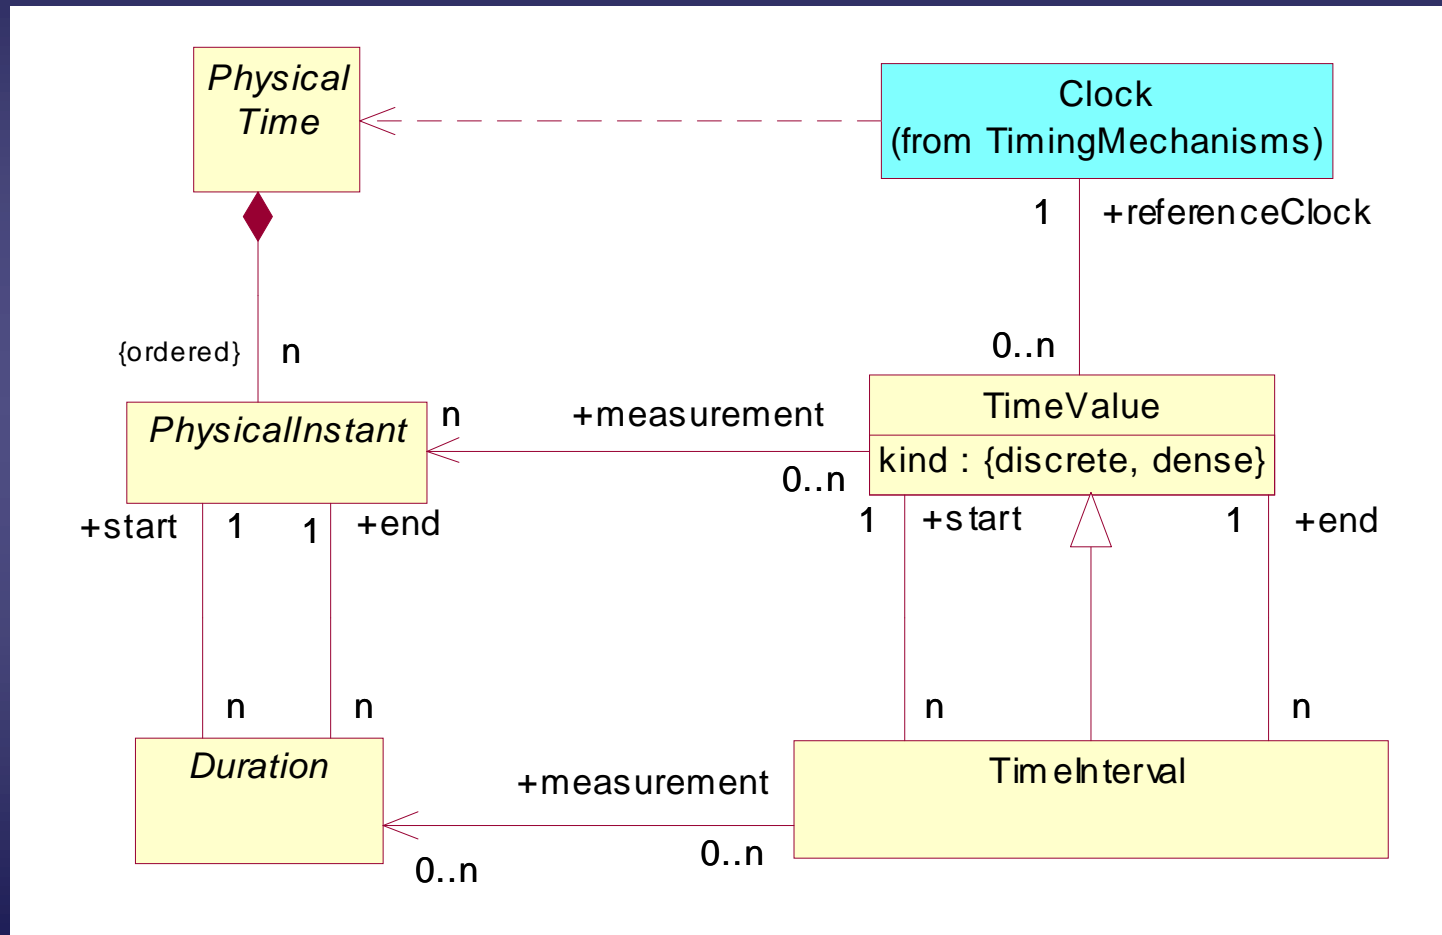 Physical
Time
Clock
(from TimingMechanisms)
1
+referenceClock
{ordered}
n
0..n
PhysicalInstant
n
+measurement
0..n
TimeValue
kind : {discrete, dense}
+start
1
1
+end
1
+start
1
+end
n
n
n
n
Duration
+measurement
0..n
0..n
TimeInterval